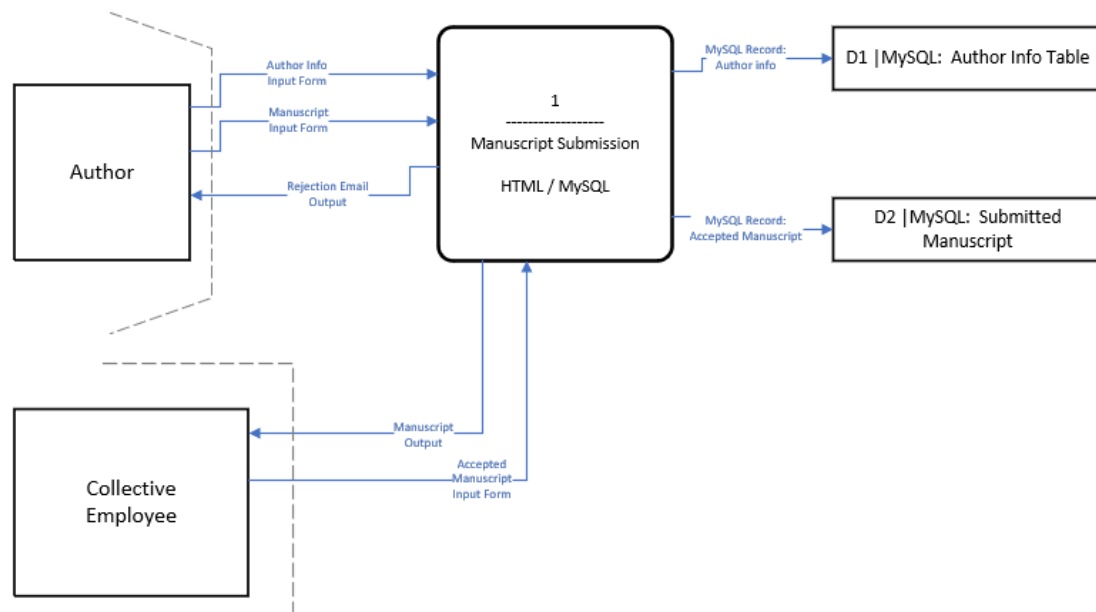 Author Info
Input Form
Manuscript
Input Form
Author
Rejection Email
Output
1
------------------
Manuscript Submission
HTML / MySQL
MySQL Record:
Author info
D1 |MySQL:  Author Info Table
MySQL Record:
Accepted Manuscript
D2 |MySQL:  Submitted
Manuscript
Manuscript
Output
Accepted
Manuscript
Input Form
Collective
Employee